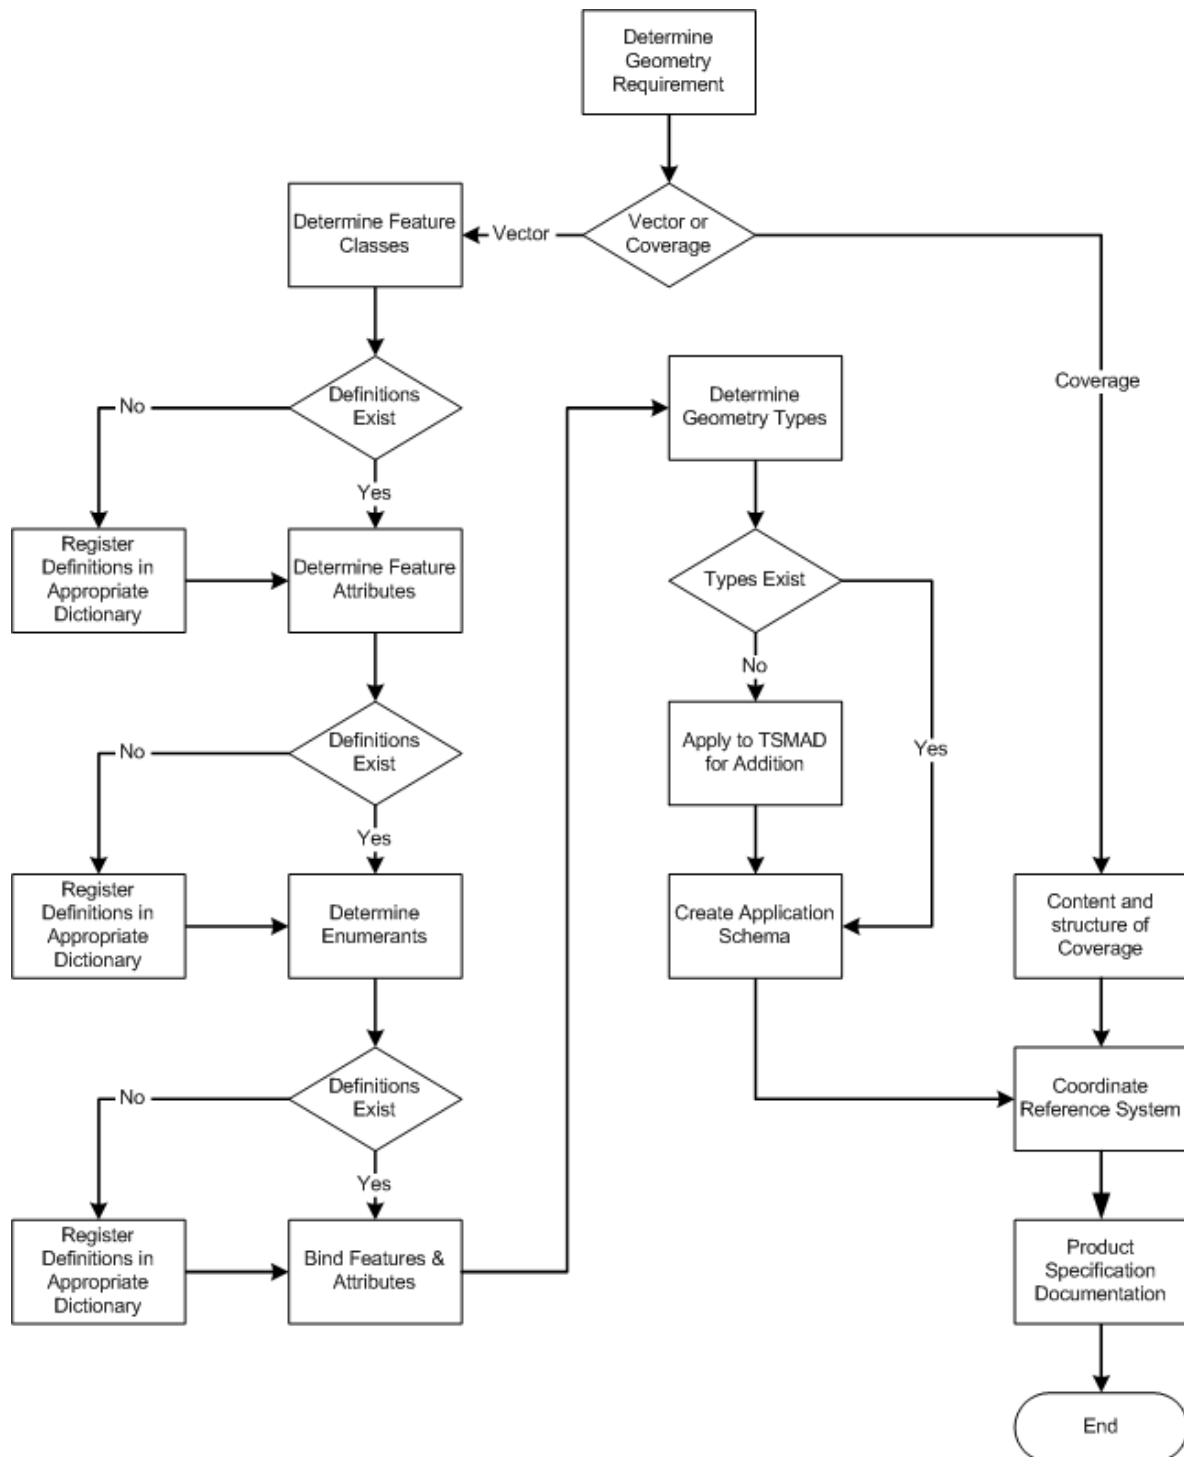 Determine
Geometry
Requirement
Vector or
Coverage
Vector
Determine Feature
Classes
Coverage
Definitions
Exist
No
Yes
Determine
Geometry Types
Register
Definitions in
Appropriate
Dictionary
Determine Feature
Attributes
Types Exist
No
Yes
Definitions
Exist
No
Yes
Apply to TSMAD
for Addition
Register
Definitions in
Appropriate
Dictionary
Determine
Enumerants
Create Application
Schema
Content and
structure of
Coverage
Definitions
Exist
No
Yes
Coordinate
Reference System
Register
Definitions in
Appropriate
Dictionary
Bind Features &
Attributes
Product
Specification
Documentation
End